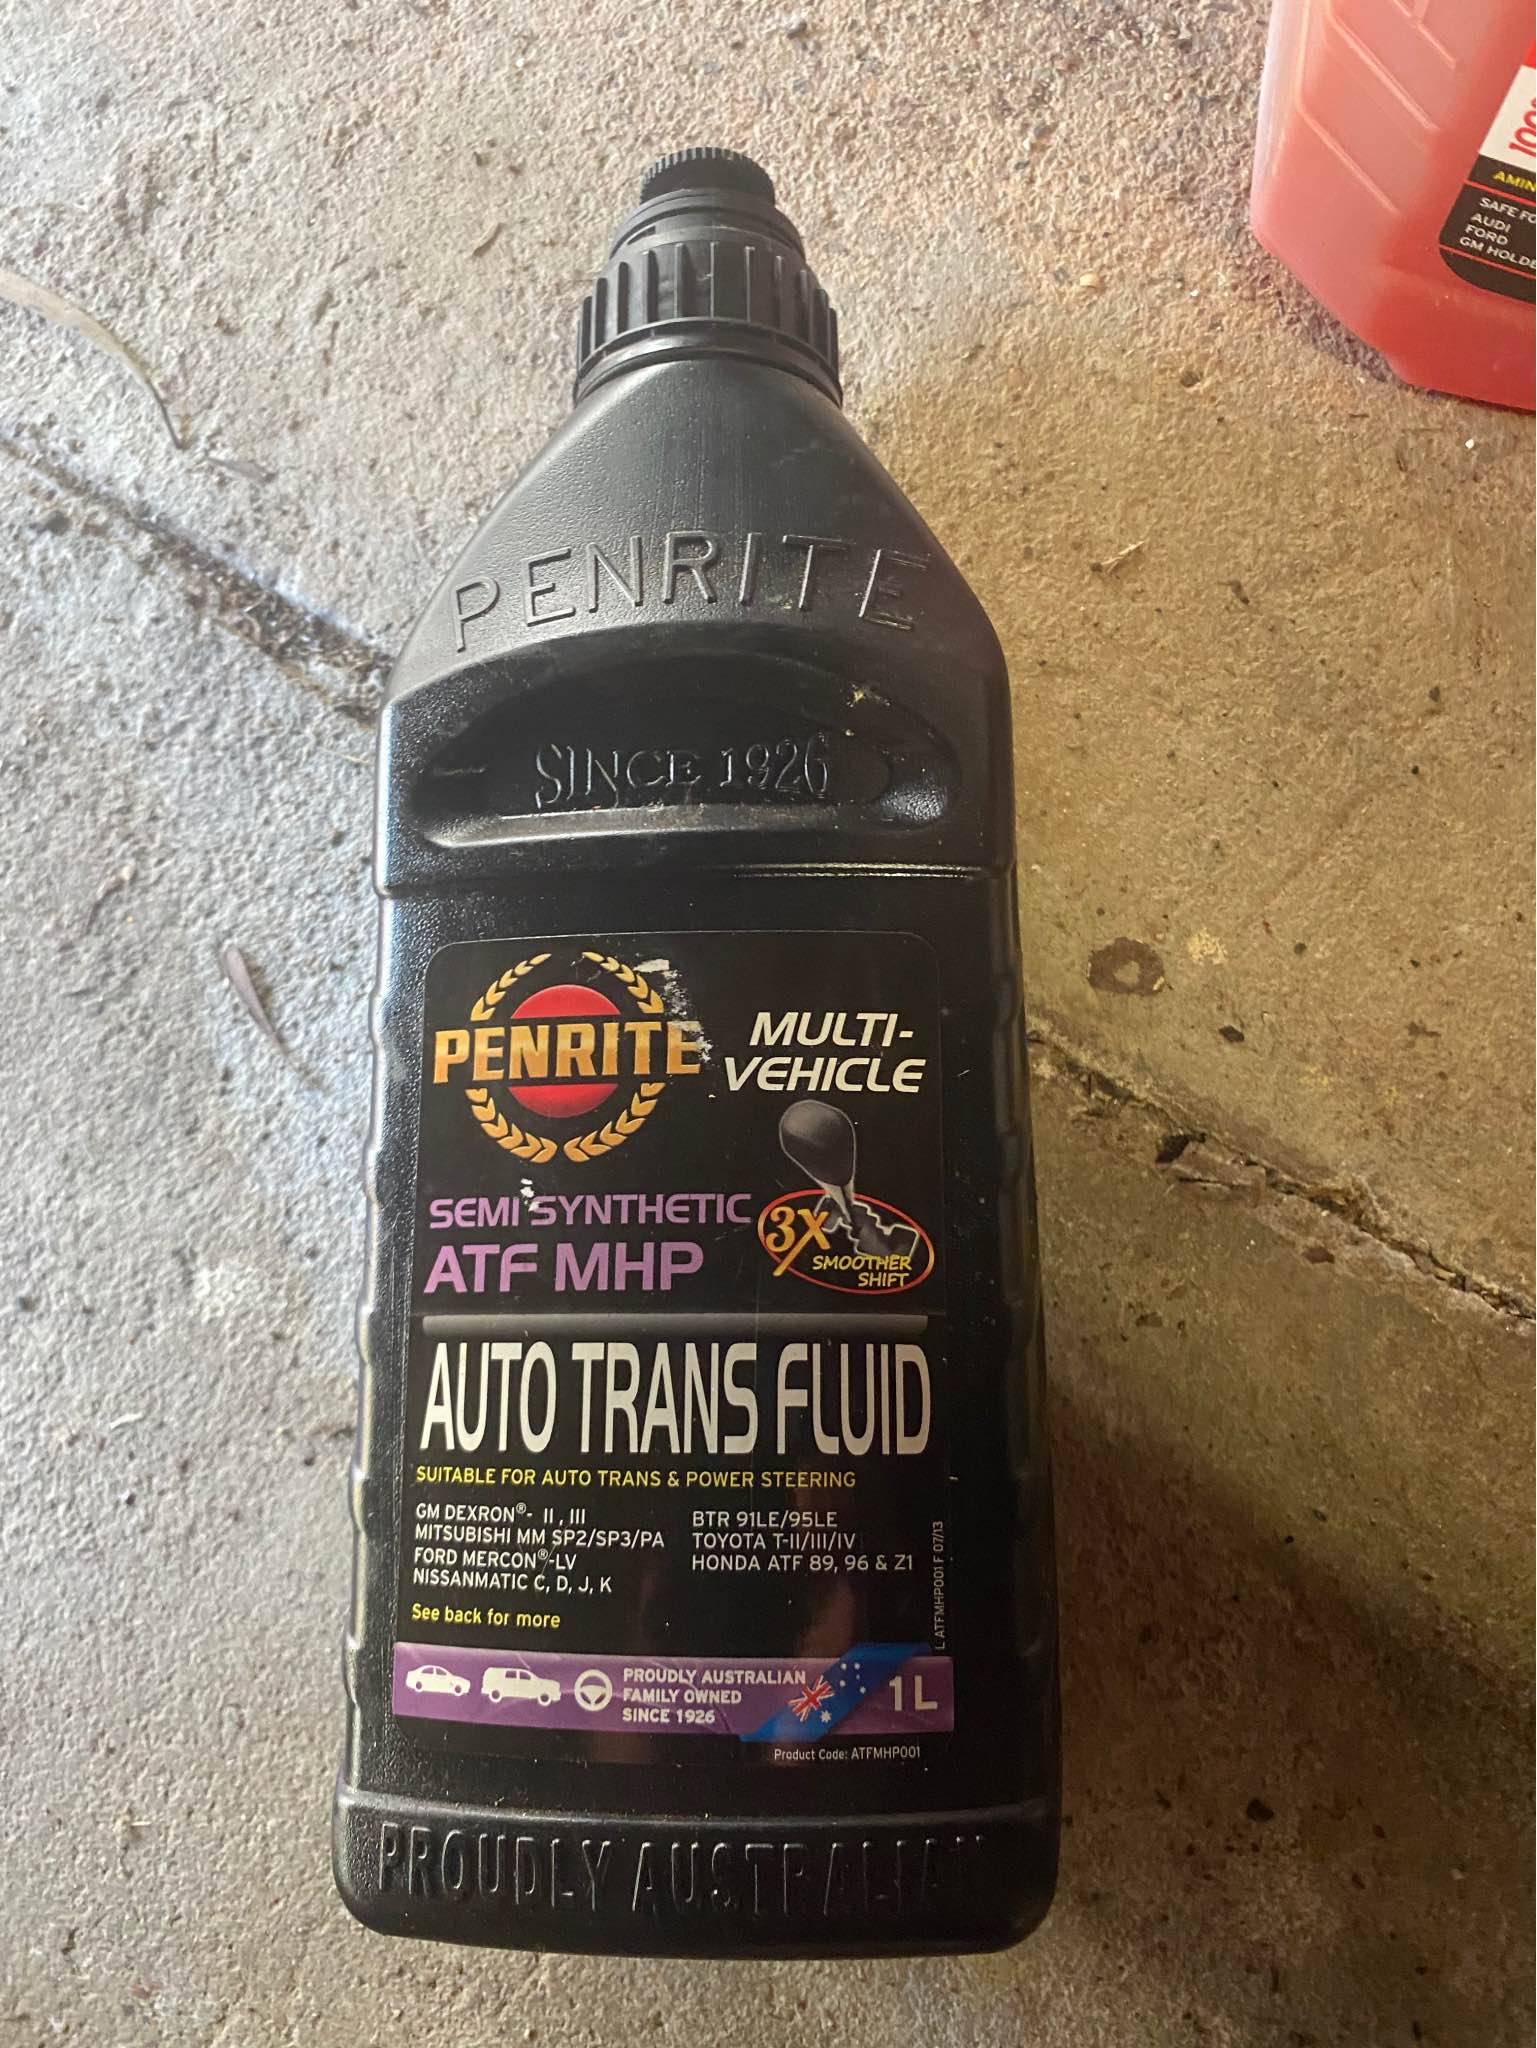 PENRITE
SINCE 1926
PENRITE
MULTI-
VEHICLE
SEMI SYNTHETIC
ATF MHP
3X
SMOOTHER
SHIFT
AUTO TRANS FLUID
SUITABLE FOR AUTO TRANS & POWER STEERING
GM DEXRON®- II , III
MITSUBISHI MM SP2/SP3/PA
FORD MERCON®-LV
NISSANMATIC C, D, J, K
BTR 91LE/95LE
TOYOTA T-II/III/IV
HONDA ATF 89, 96 & Z1
See back for more
L ATFMHP001 F 07/13
PROUDLY AUSTRALIAN
FAMILY OWNED
SINCE 1926
1L
Product Code: ATFMHP001
PROUDLY AUSTRALIAN
SAFE
AUDI
FORD
GM